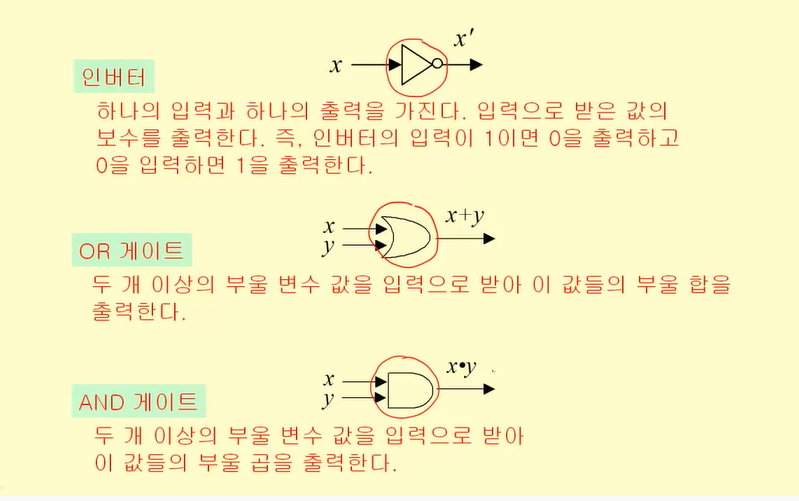 x x′
인버터
하나의 입력과 하나의 출력을 가진다. 입력으로 받은 값의
보수를 출력한다. 즉, 인버터의 입력이 1이면 0을 출력하고
0을 입력하면 1을 출력한다.
x x+y
y
OR 게이트
두 개 이상의 부울 변수 값을 입력으로 받아 이 값들의 부울 합을
출력한다.
x x•y
y
AND 게이트
두 개 이상의 부울 변수 값을 입력으로 받아
이 값들의 부울 곱을 출력한다.